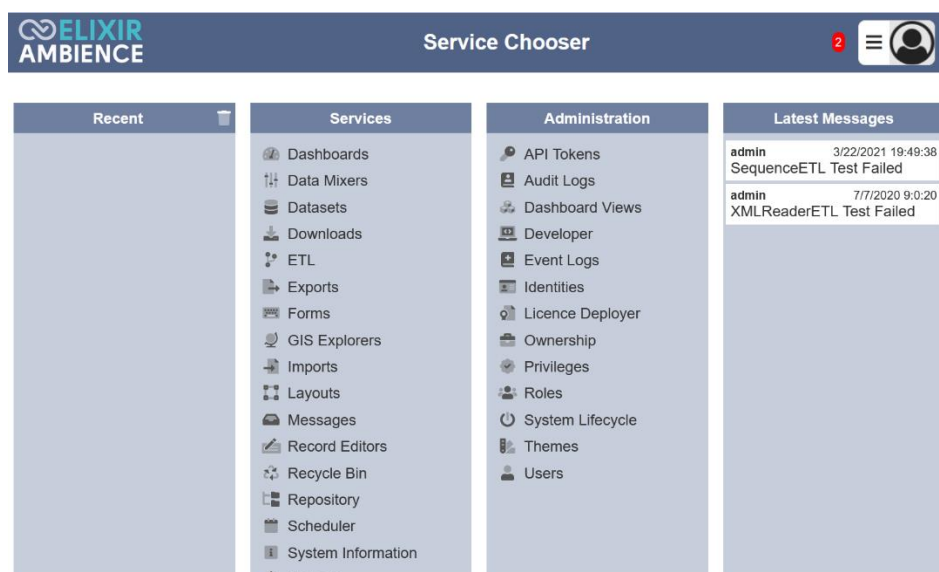 ELIXIR
AMBIENCE
Service Chooser
2
Recent
Services
Dashboards
Data Mixers
Datasets
Downloads
ETL
Exports
Forms
GIS Explorers
Imports
Layouts
Messages
Record Editors
Recycle Bin
Repository
Scheduler
System Information
Administration
API Tokens
Audit Logs
Dashboard Views
Developer
Event Logs
Identities
Licence Deployer
Ownership
Privileges
Roles
System Lifecycle
Themes
Users
Latest Messages
admin 3/22/2021 19:49:38
SequenceETL Test Failed
admin 7/7/2020 9:0:20
XMLReaderETL Test Failed